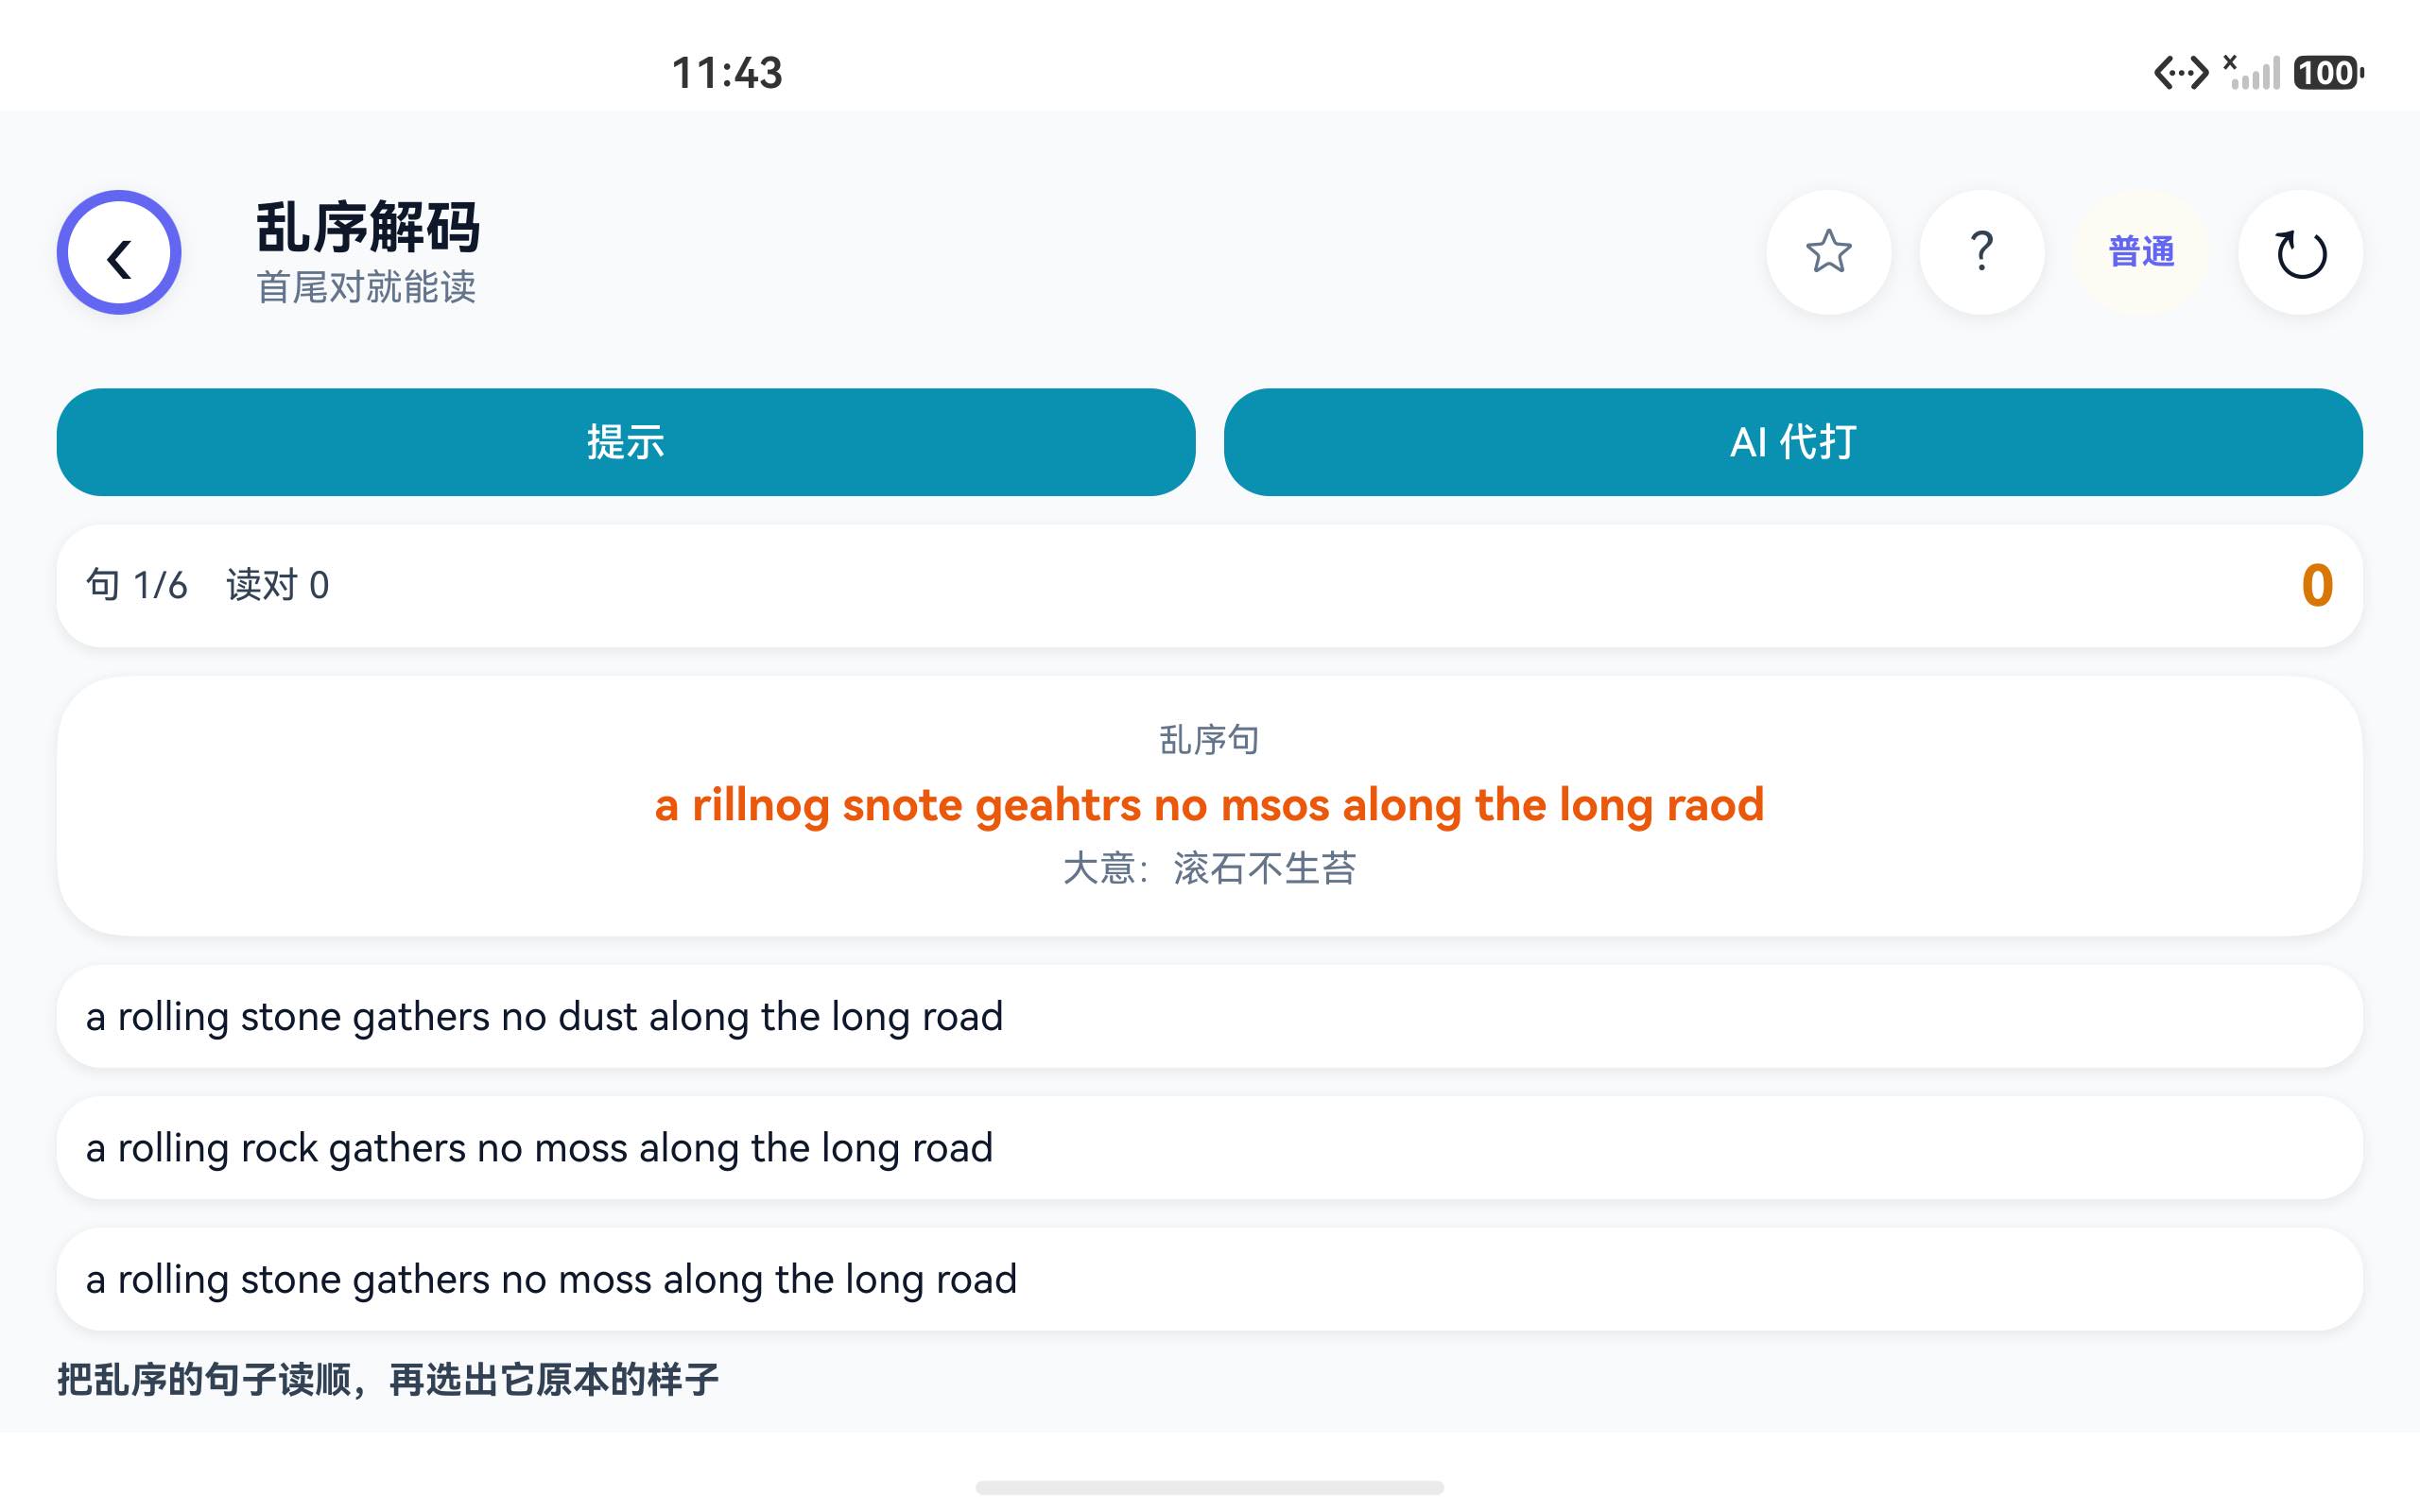 11:43
100
乱序解码
首尾对就能读
?
普通
提示
AI 代打
句 1/6 读对 0
0
乱序句
a rillnog snote geahtrs no msos along the long raod
大意：滚石不生苔
a rolling stone gathers no dust along the long road
a rolling rock gathers no moss along the long road
a rolling stone gathers no moss along the long road
把乱序的句子读顺，再选出它原本的样子